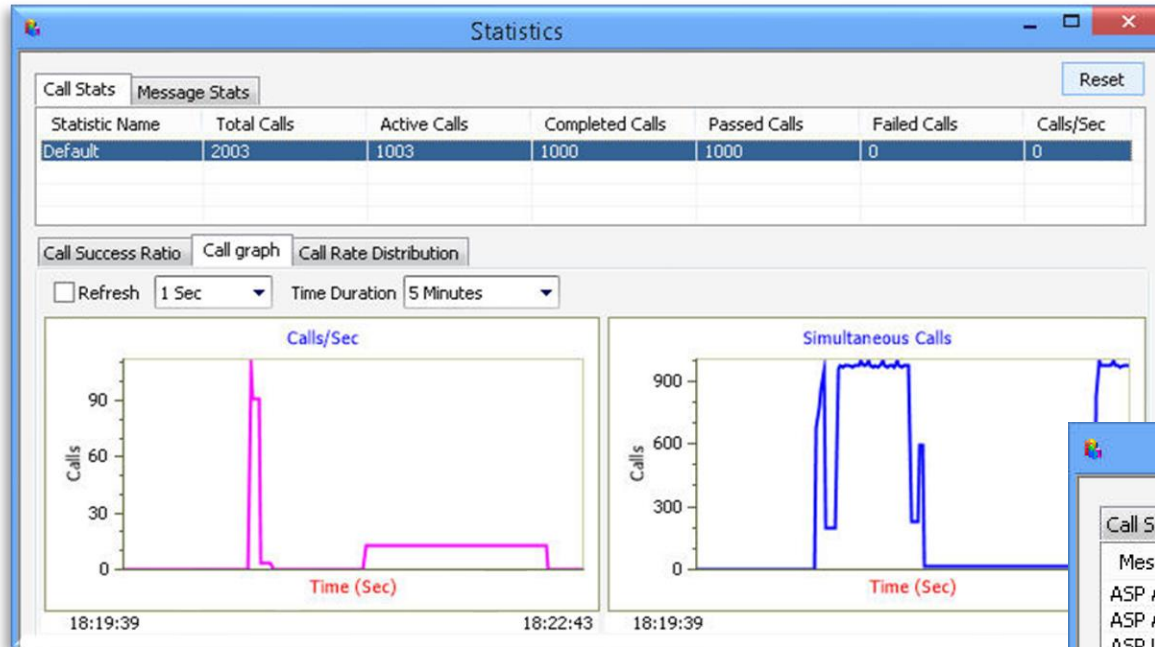 Statistics
Reset
Call Stats Message Stats
Statistic Name Total Calls Active Calls Completed Calls Passed Calls Failed Calls Calls/Sec
Default 2003 1003 1000 1000 0 0
Call Success Ratio Call graph Call Rate Distribution
Refresh 1 Sec Time Duration 5 Minutes
Calls/Sec
90
60
30
0
Calls
Time (Sec)
18:19:39 18:22:43
Simultaneous Calls
900
600
300
0
Calls
Time (Sec)
18:19:39
Call S
Mes
ASP
ASP
ASP